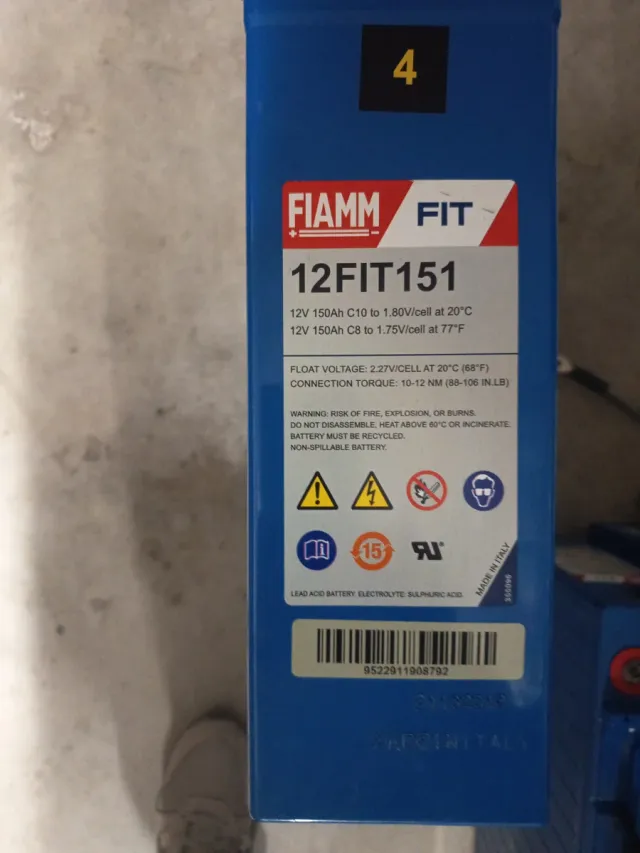 4
FIAMM
+ -
FIT
12FIT151
12V 150Ah C10 to 1.80V/cell at 20°C
12V 150Ah C8 to 1.75V/cell at 77°F
FLOAT VOLTAGE: 2.27V/CELL AT 20°C (68°F)
CONNECTION TORQUE: 10-12 NM (88-106 IN.LB)
WARNING: RISK OF FIRE, EXPLOSION, OR BURNS.
DO NOT DISASSEMBLE, HEAT ABOVE 60°C OR INCINERATE.
BATTERY MUST BE RECYCLED.
NON-SPILLABLE BATTERY.
15
MADE IN ITALY
LEAD ACID BATTERY. ELECTROLYTE: SULPHURIC ACID.
9522911908792